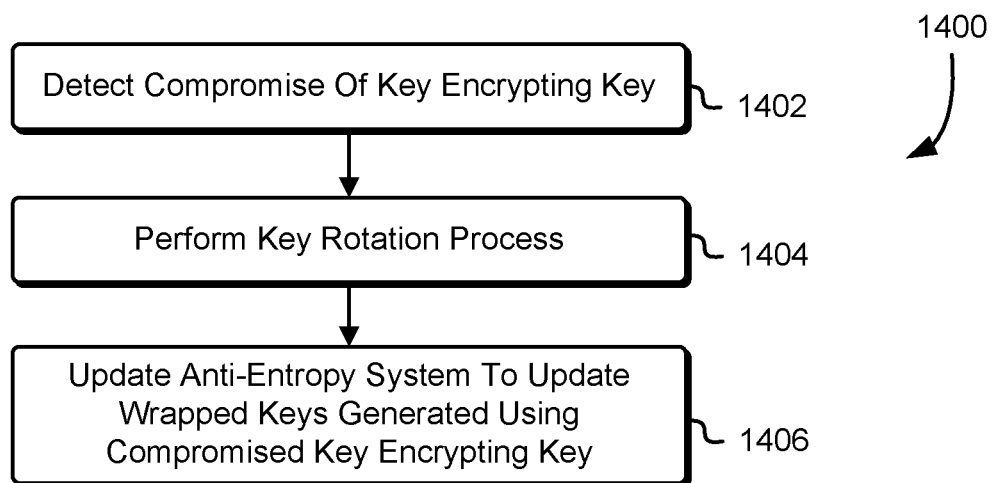 1400
Detect Compromise Of Key Encrypting Key
1402
Perform Key Rotation Process
1404
Update Anti-Entropy System To Update
Wrapped Keys Generated Using
Compromised Key Encrypting Key
1406